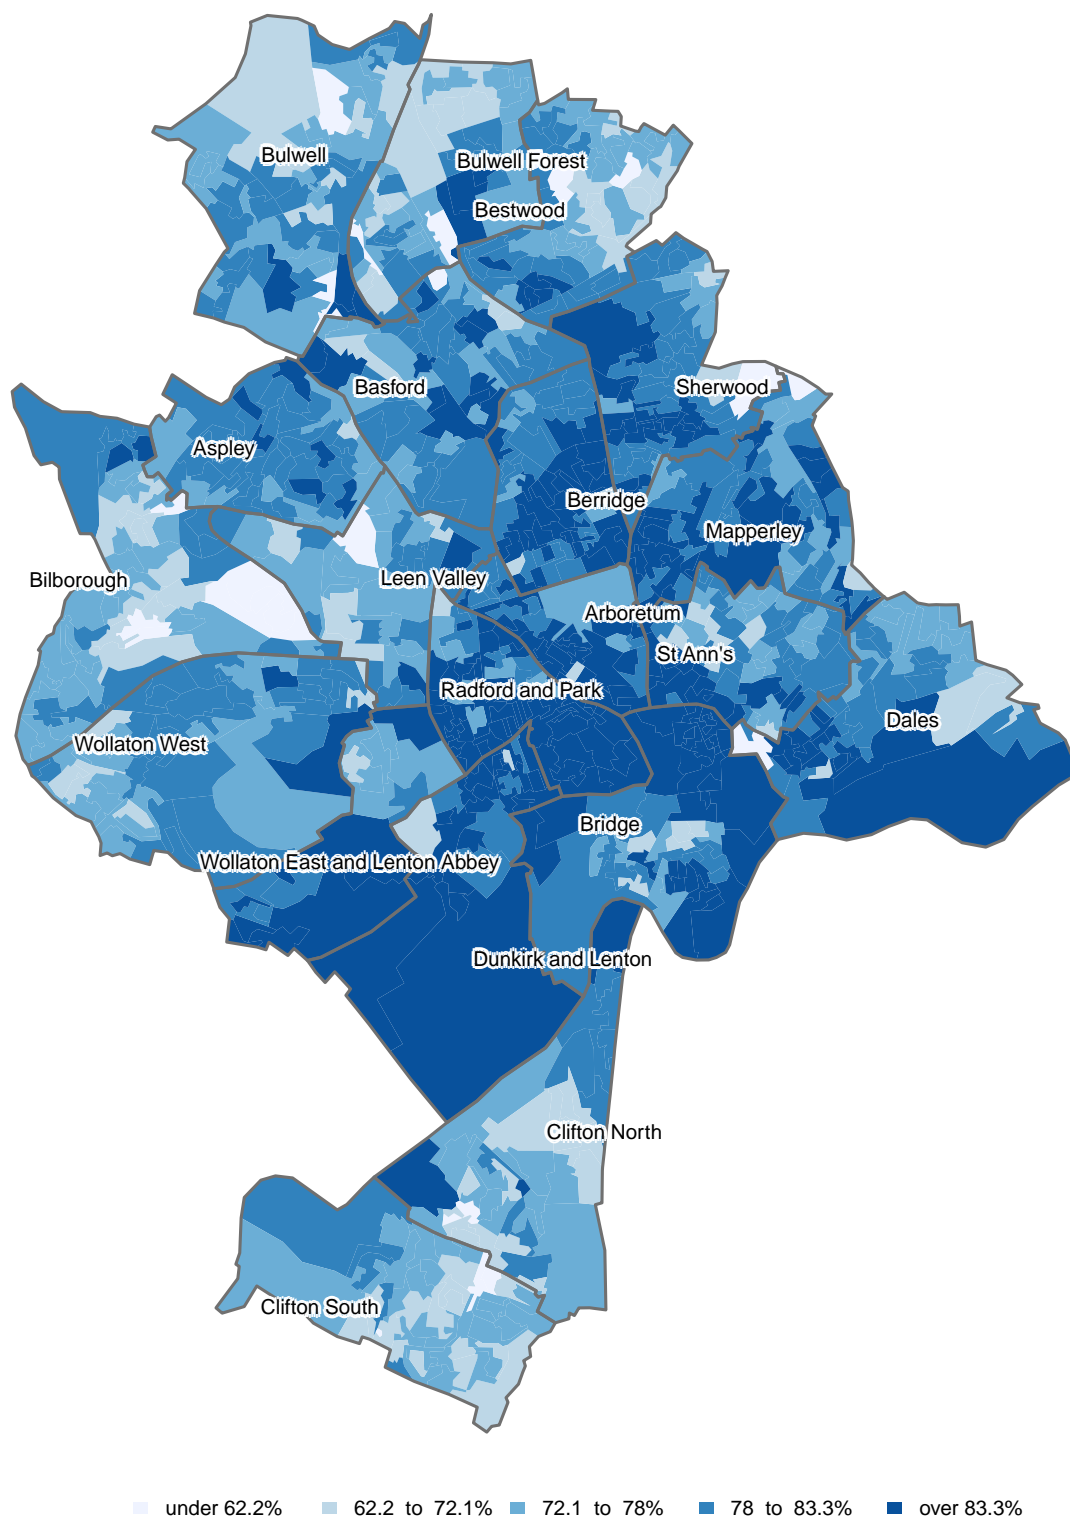 Bulwell
Bulwell Forest
Bestwood
Basford
Sherwood
Aspley
Berridge
Mapperley
Bilborough
Leen Valley
Arboretum
St Ann's
Radford and Park
Dales
Wollaton West
Bridge
Wollaton East and Lenton Abbey
Dunkirk and Lenton
Clifton North
Clifton South
under 62.2% 62.2 to 72.1% 72.1 to 78% 78 to 83.3% over 83.3%